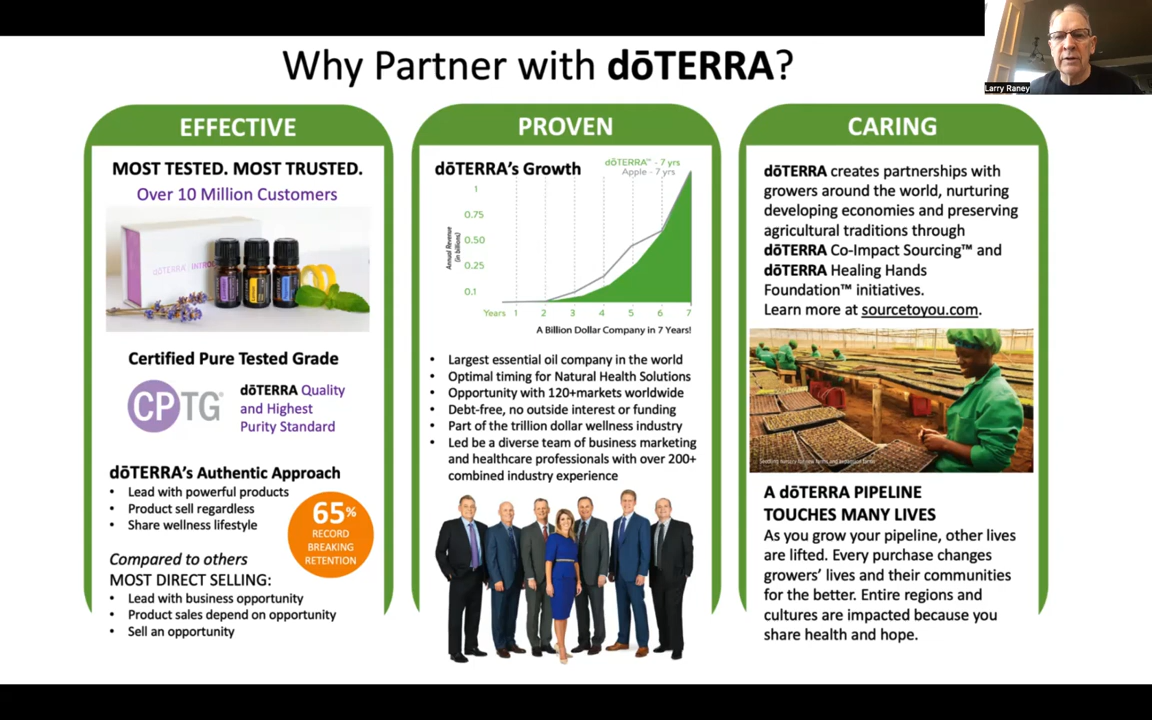 Why Partner with dōTERRA?
Larry Raney
EFFECTIVE
MOST TESTED. MOST TRUSTED.
Over 10 Million Customers
dōTERRA INTRO
Certified Pure Tested Grade
CPTG
dōTERRA Quality
and Highest
Purity Standard
dōTERRA's Authentic Approach
• Lead with powerful products
• Product sell regardless
• Share wellness lifestyle
65%
RECORD
BREAKING
RETENTION
Compared to others
MOST DIRECT SELLING:
• Lead with business opportunity
• Product sales depend on opportunity
• Sell an opportunity
PROVEN
dōTERRA's Growth
dōTERRA™ - 7 yrs
Apple - 7 yrs
Annual Revenue
(in billions)
1
0.75
0.50
0.25
0.1
Years 1 2 3 4 5 6 7
A Billion Dollar Company in 7 Years!
• Largest essential oil company in the world
• Optimal timing for Natural Health Solutions
• Opportunity with 120+markets worldwide
• Debt-free, no outside interest or funding
• Part of the trillion dollar wellness industry
• Led be a diverse team of business marketing
and healthcare professionals with over 200+
combined industry experience
CARING
dōTERRA creates partnerships with
growers around the world, nurturing
developing economies and preserving
agricultural traditions through
dōTERRA Co-Impact Sourcing™ and
dōTERRA Healing Hands
Foundation™ initiatives.
Learn more at sourcetoyou.com.
A dōTERRA PIPELINE
TOUCHES MANY LIVES
As you grow your pipeline, other lives
are lifted. Every purchase changes
growers' lives and their communities
for the better. Entire regions and
cultures are impacted because you
share health and hope.